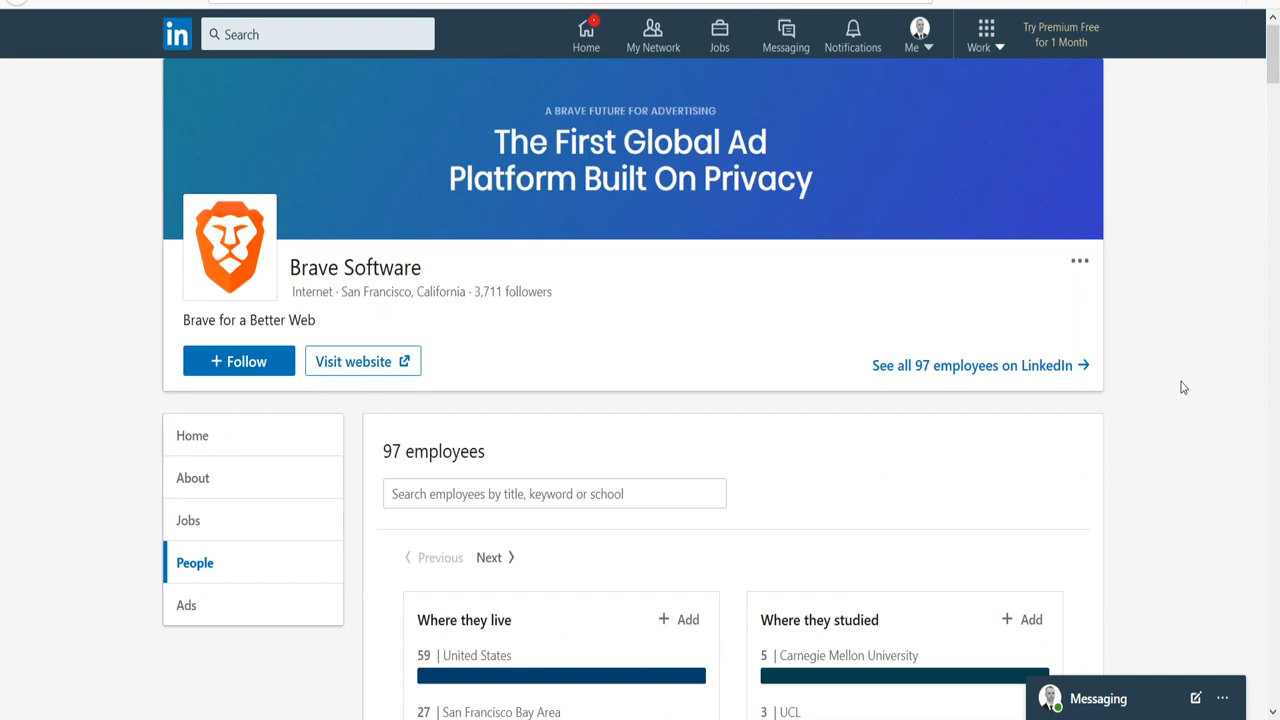 in
Search
Home
My Network
Jobs
Messaging
Notifications
Me
Work
Try Premium Free
for 1 Month
A BRAVE FUTURE FOR ADVERTISING
The First Global Ad
Platform Built On Privacy
Brave Software
Internet · San Francisco, California · 3,711 followers
Brave for a Better Web
+ Follow
Visit website
See all 97 employees on LinkedIn →
Home
About
Jobs
People
Ads
97 employees
Search employees by title, keyword or school
Previous Next
Where they live + Add
59 | United States
27 | San Francisco Bay Area
Where they studied + Add
5 | Carnegie Mellon University
3 | UCL
Messaging